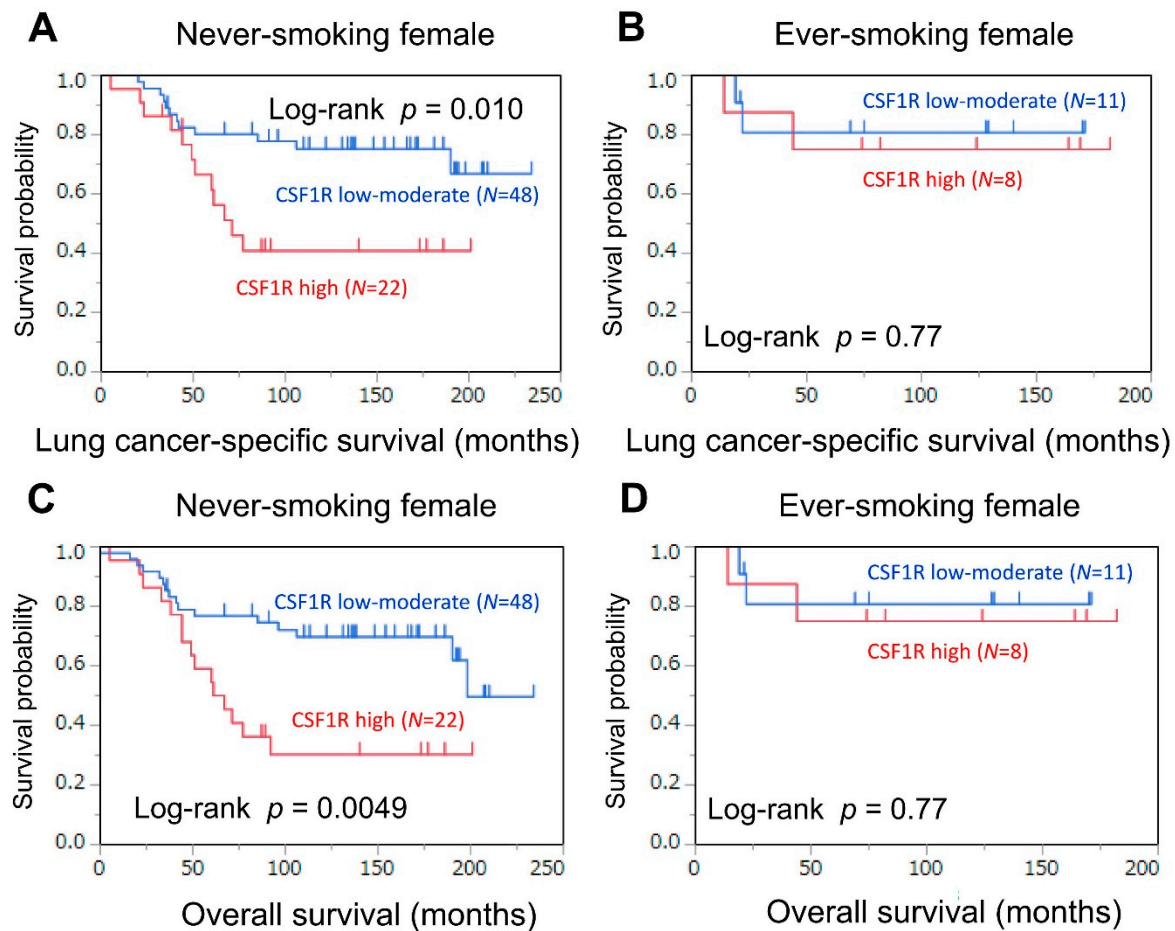 A
Never-smoking female
Survival probability
1.0
0.8
0.6
0.4
0.2
0.0
Log-rank p = 0.010
CSF1R low-moderate (N=48)
CSF1R high (N=22)
0 50 100 150 200 250
Lung cancer-specific survival (months)
B
Ever-smoking female
Survival probability
1.0
0.8
0.6
0.4
0.2
0.0
CSF1R low-moderate (N=11)
CSF1R high (N=8)
Log-rank p = 0.77
0 50 100 150 200
Lung cancer-specific survival (months)
C
Never-smoking female
Survival probability
1.0
0.8
0.6
0.4
0.2
0.0
CSF1R low-moderate (N=48)
CSF1R high (N=22)
Log-rank p = 0.0049
0 50 100 150 200 250
Overall survival (months)
D
Ever-smoking female
Survival probability
1.0
0.8
0.6
0.4
0.2
0.0
CSF1R low-moderate (N=11)
CSF1R high (N=8)
Log-rank p = 0.77
0 50 100 150 200
Overall survival (months)